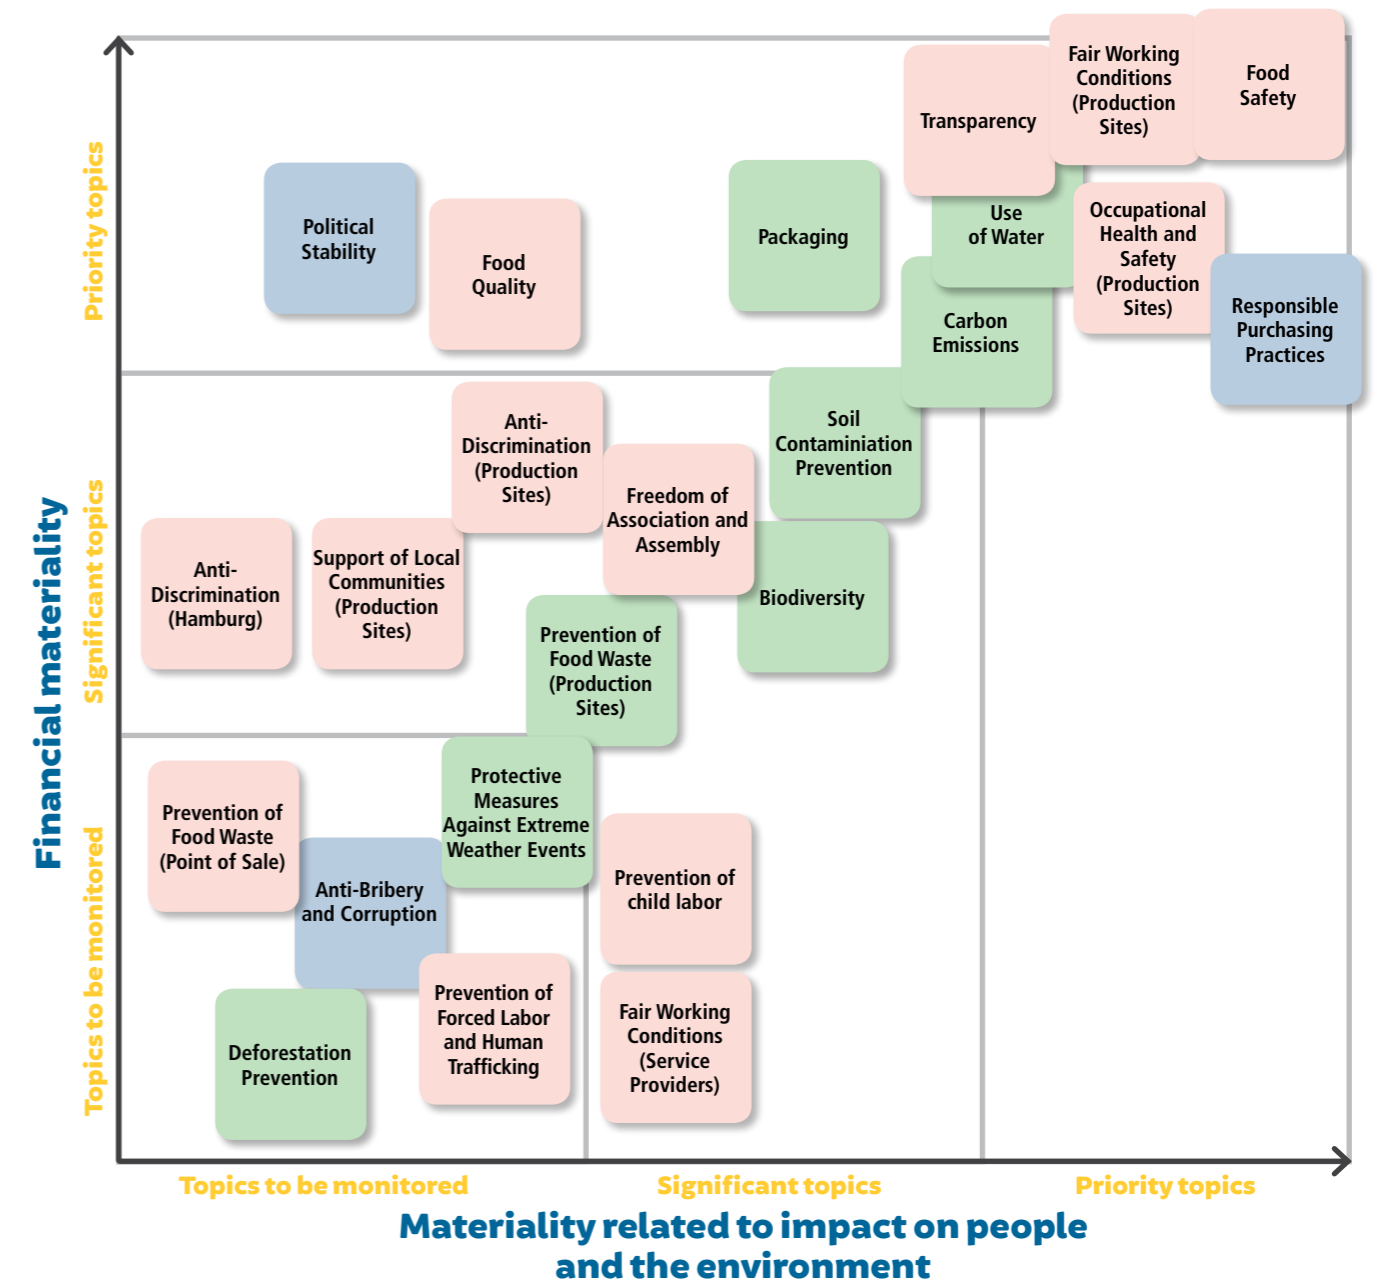 Financial materiality
Priority topics
Significant topics
Topics to be monitored
Political
Stability
Food
Quality
Packaging
Transparency
Fair Working
Conditions
(Production
Sites)
Food
Safety
Use
of Water
Occupational
Health and
Safety
(Production
Sites)
Carbon
Emissions
Responsible
Purchasing
Practices
Anti-
Discrimination
(Production
Sites)
Soil
Contaminiation
Prevention
Freedom of
Association and
Assembly
Anti-
Discrimination
(Hamburg)
Support of Local
Communities
(Production
Sites)
Biodiversity
Prevention of
Food Waste
(Production
Sites)
Protective
Measures
Against Extreme
Weather Events
Prevention of
Food Waste
(Point of Sale)
Anti-Bribery
and Corruption
Prevention of
child labor
Prevention of
Forced Labor
and Human
Trafficking
Fair Working
Conditions
(Service
Providers)
Deforestation
Prevention
Topics to be monitored
Significant topics
Priority topics
Materiality related to impact on people
and the environment